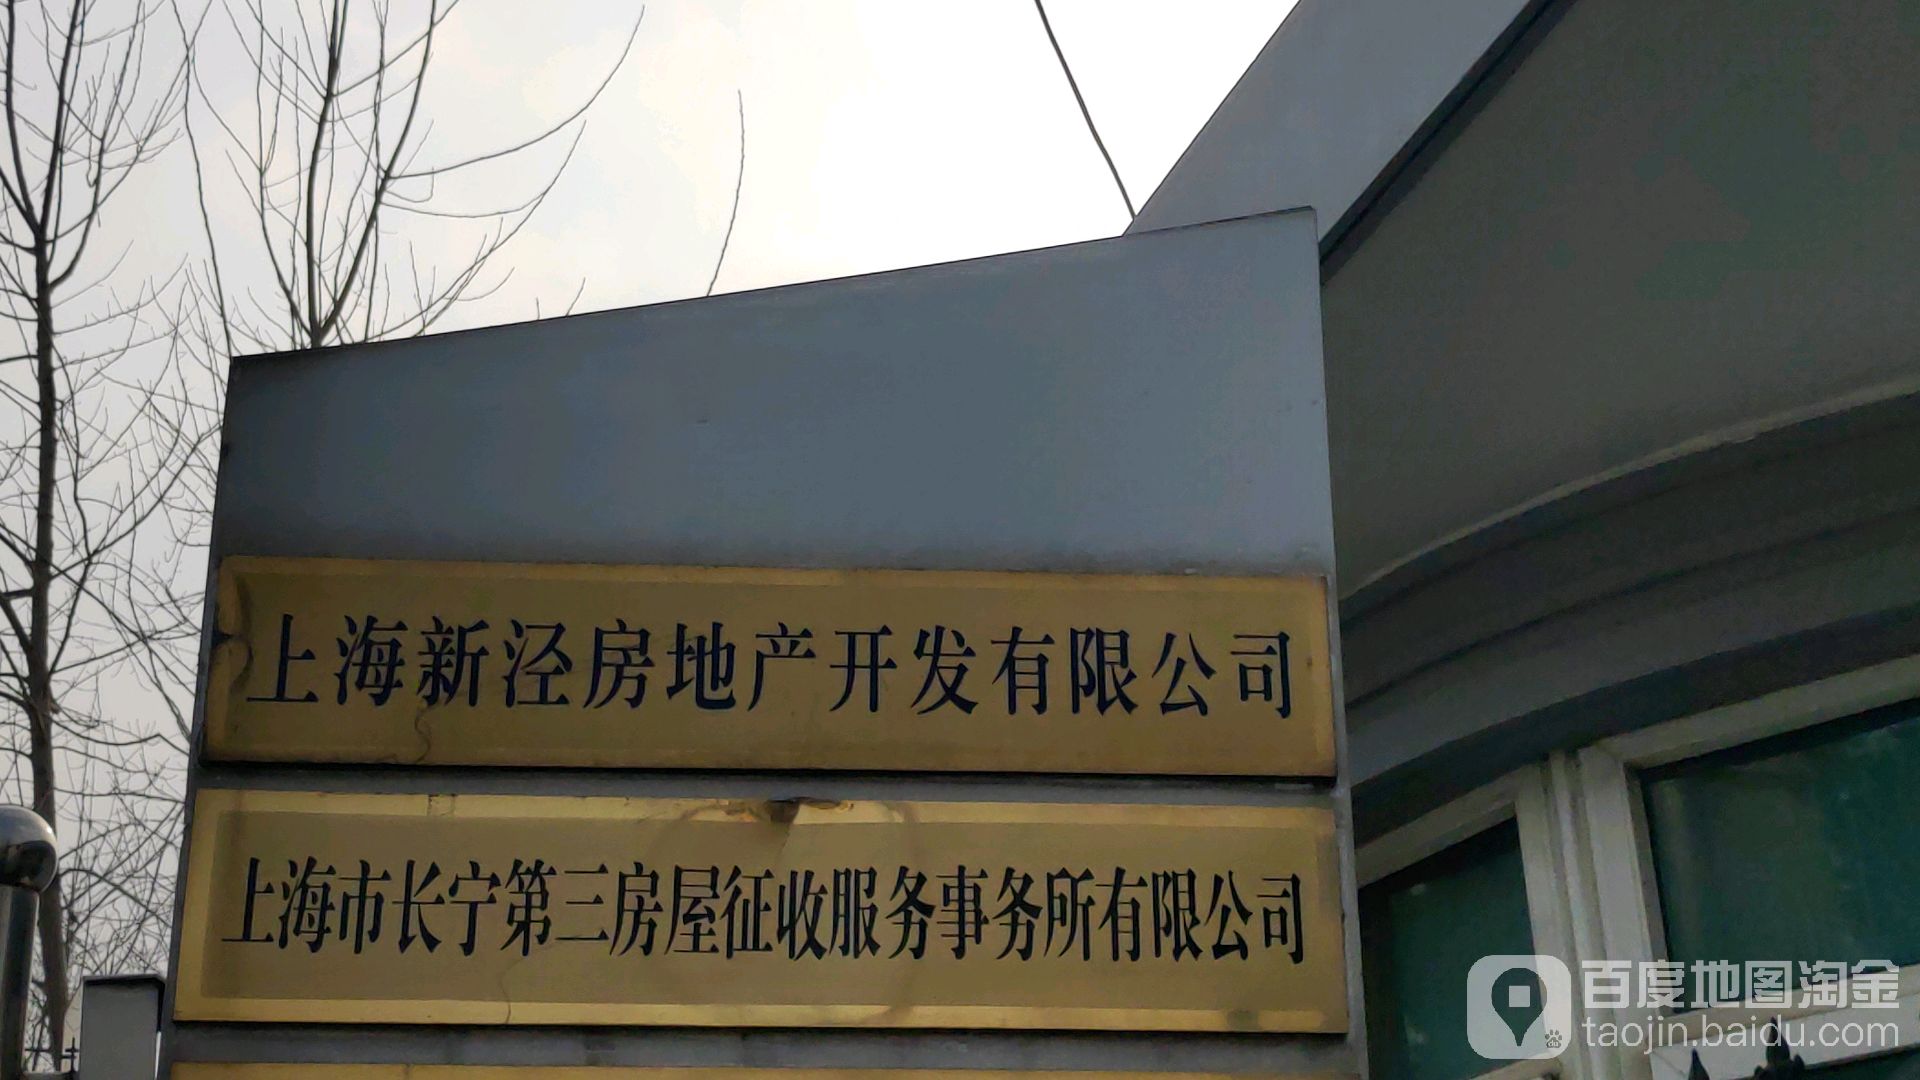 上海新泾房地产开发有限公司
上海市长宁第三房屋征收服务事务所有限公司
百度地图淘金
taojin.baidu.com